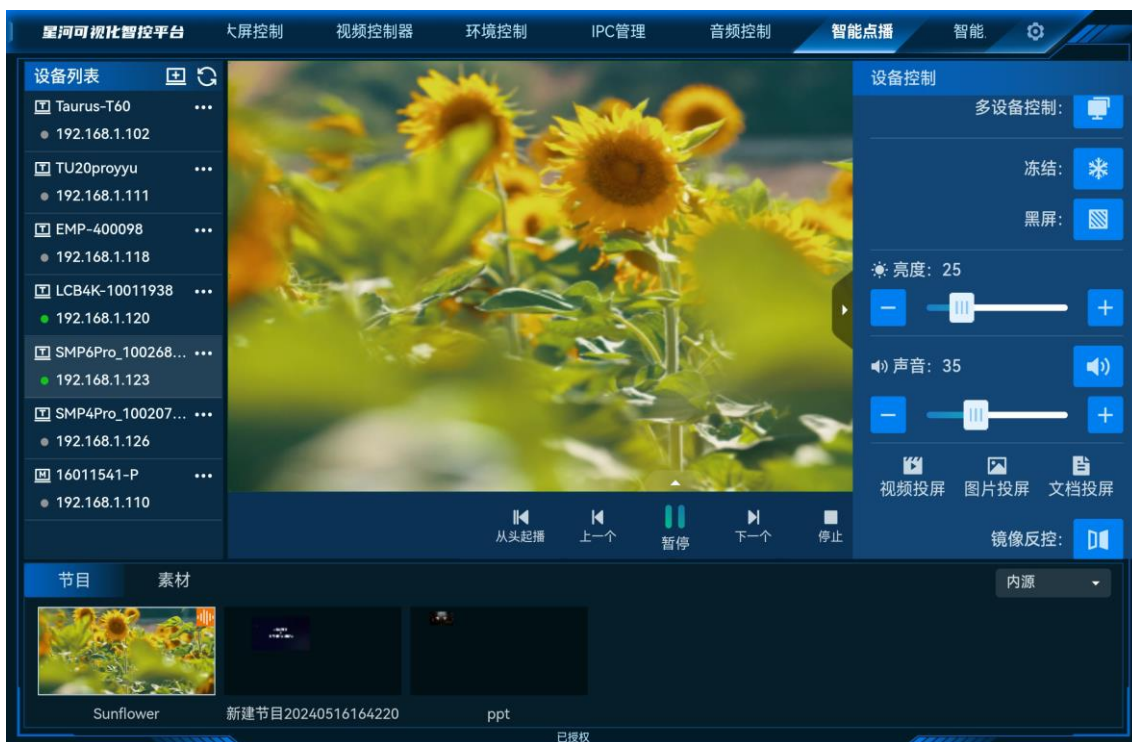 星河可视化智控平台
大屏控制
视频控制器
环境控制
IPC管理
音频控制
智能点播
智能
设备列表
Taurus-T60
192.168.1.102
TU20proyyu
192.168.1.111
EMP-400098
192.168.1.118
LCB4K-10011938
192.168.1.120
SMP6Pro_100268...
192.168.1.123
SMP4Pro_100207...
192.168.1.126
16011541-P
192.168.1.110
从头起播
上一个
暂停
下一个
停止
设备控制
多设备控制:
冻结:
黑屏:
亮度: 25
声音: 35
视频投屏
图片投屏
文档投屏
镜像反控:
节目
素材
内源
Sunflower
新建节目20240516164220
ppt
已授权